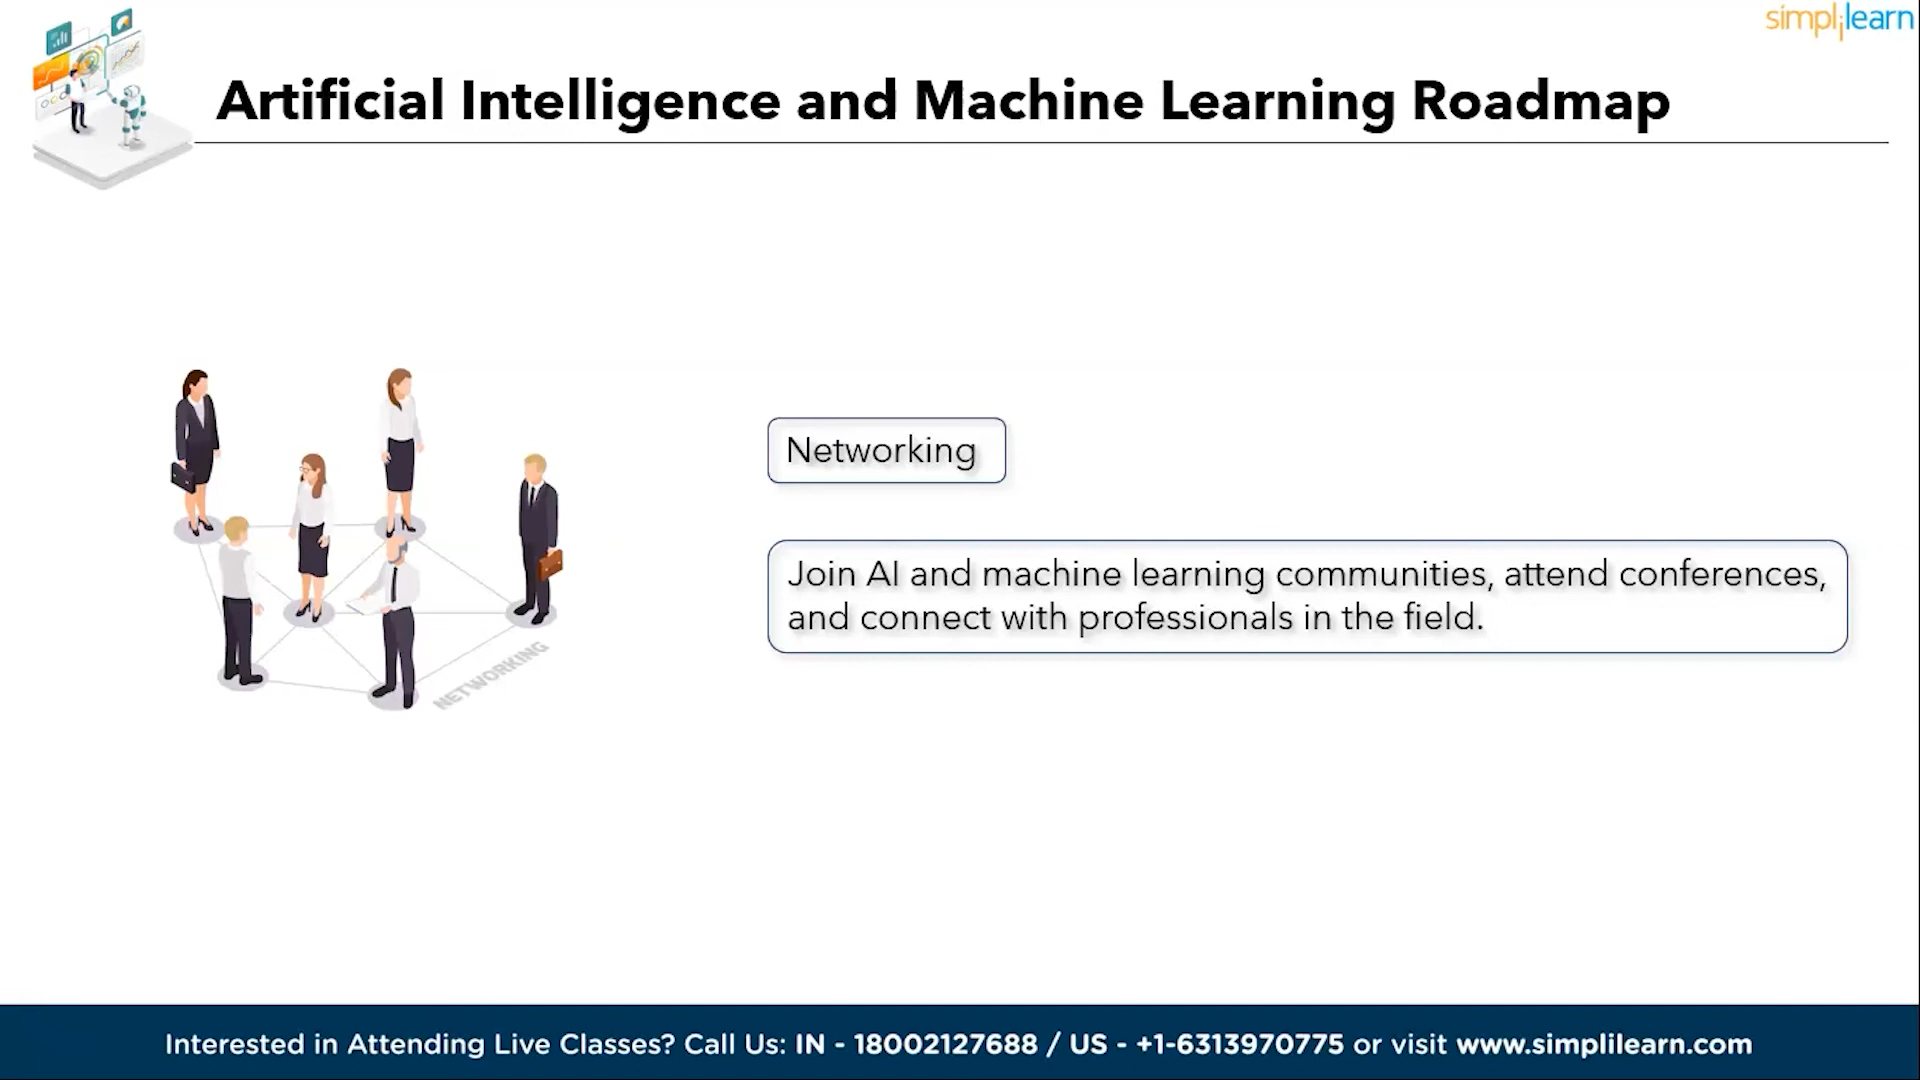 simplilearn
Artificial Intelligence and Machine Learning Roadmap
Networking
Join AI and machine learning communities, attend conferences,
and connect with professionals in the field.
NETWORKING
Interested in Attending Live Classes? Call Us: IN - 18002127688 / US - +1-6313970775 or visit www.simplilearn.com